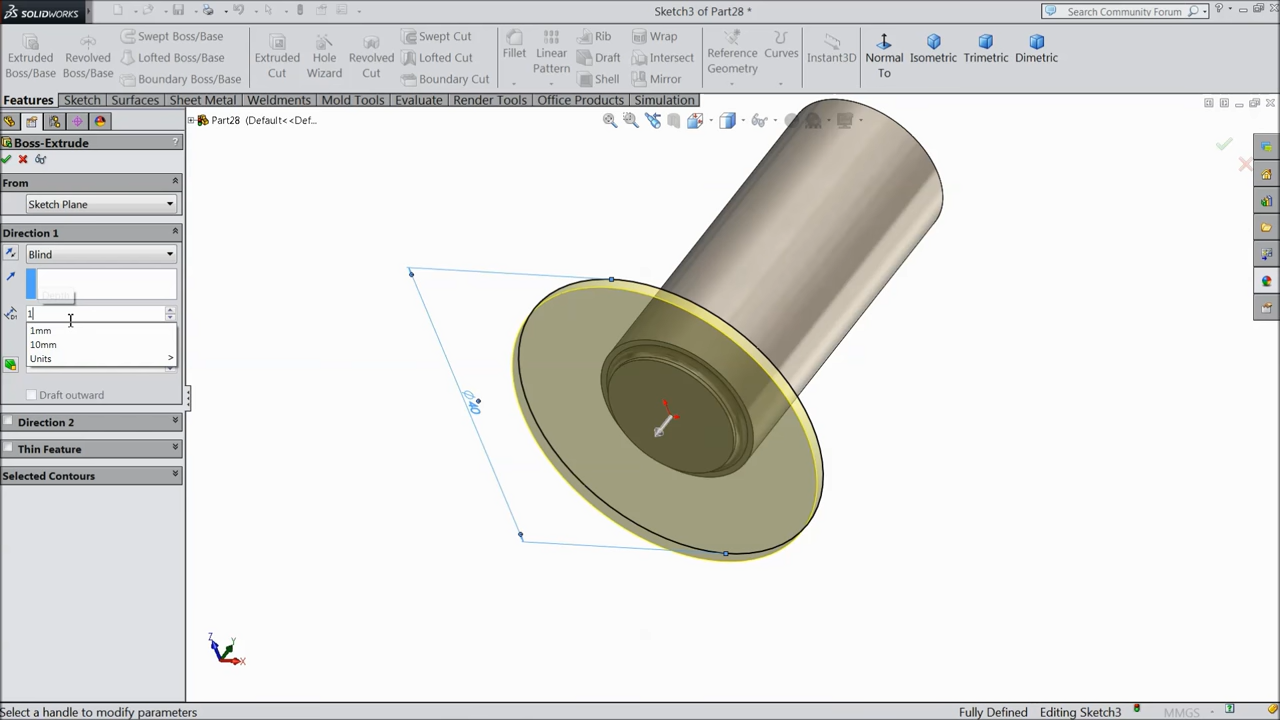 SOLIDWORKS
Sketch3 of Part28 *
Search Community Forum
Extruded Boss/Base
Revolved Boss/Base
Swept Boss/Base
Lofted Boss/Base
Boundary Boss/Base
Extruded Cut
Hole Wizard
Revolved Cut
Swept Cut
Lofted Cut
Boundary Cut
Fillet
Linear Pattern
Rib
Draft
Shell
Wrap
Intersect
Mirror
Reference Geometry
Curves
Instant3D
Normal To
Isometric
Trimetric
Dimetric
Features
Sketch
Surfaces
Sheet Metal
Weldments
Mold Tools
Evaluate
Render Tools
Office Products
Simulation
Part28 (Default<<Def...
Boss-Extrude
From
Sketch Plane
Direction 1
Blind
1
1mm
10mm
Units >
Draft outward
Direction 2
Thin Feature
Selected Contours
Ø40
Z
Y
X
Select a handle to modify parameters
Fully Defined
Editing Sketch3
MMGS